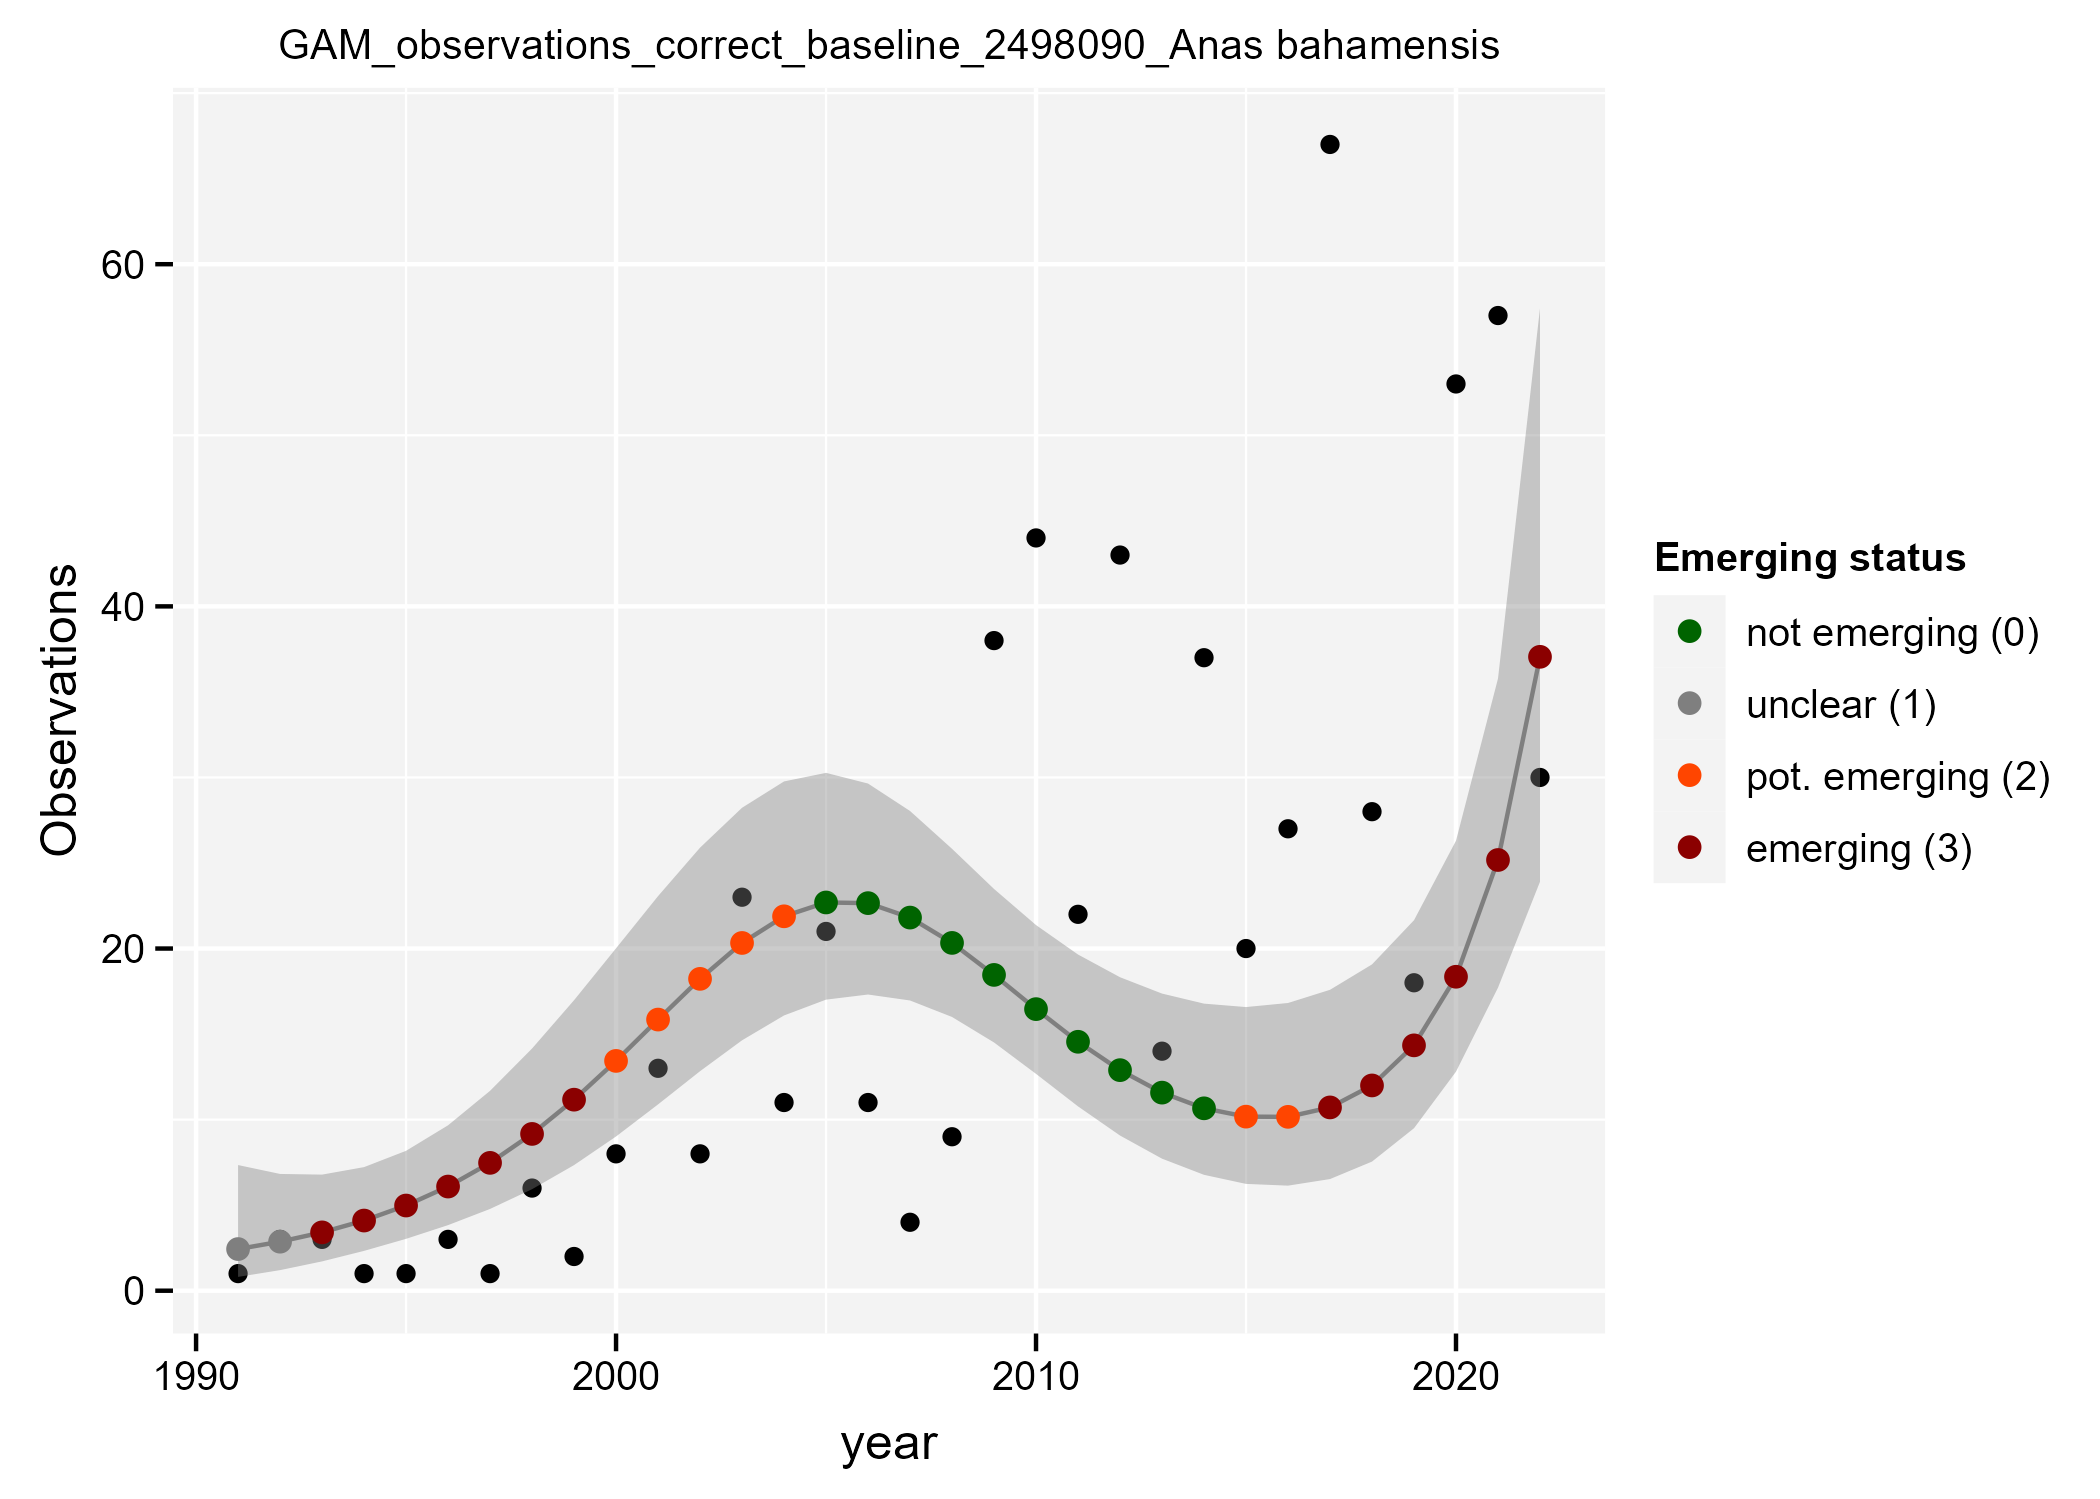 GAM_observations_correct_baseline_2498090_Anas bahamensis
60
40
20
0
Observations
1990 2000 2010 2020
year
Emerging status
not emerging (0)
unclear (1)
pot. emerging (2)
emerging (3)